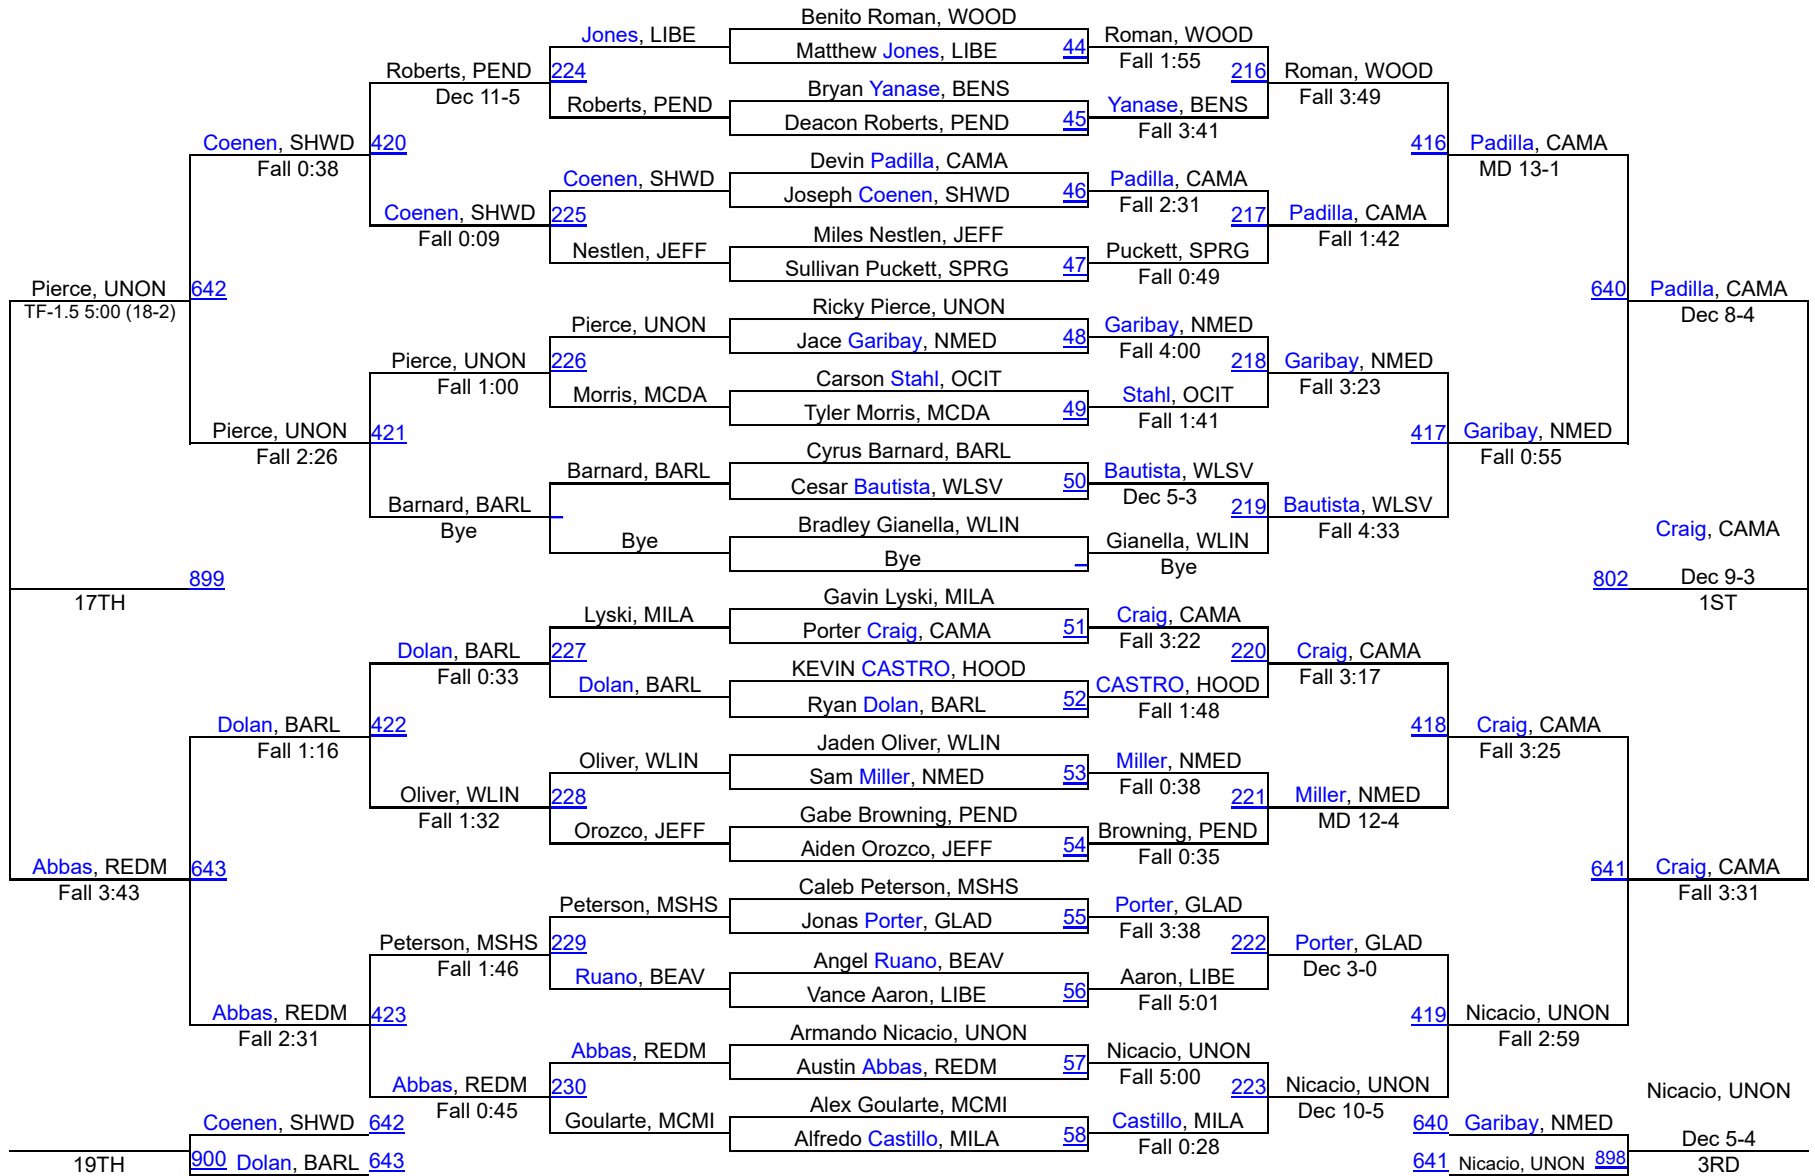 Benito Roman, WOOD
Jones, LIBE
Roman, WOOD
Matthew Jones, LIBE 44
Fall 1:55
Roberts, PEND
224
216
Roman, WOOD
Dec 11-5
Bryan Yanase, BENS
Fall 3:49
Roberts, PEND
Yanase, BENS
Deacon Roberts, PEND 45
Fall 3:41
Coenen, SHWD
420
416
Padilla, CAMA
Fall 0:38
Devin Padilla, CAMA
MD 13-1
Coenen, SHWD
Padilla, CAMA
Joseph Coenen, SHWD 46
Fall 2:31
Coenen, SHWD
225
217
Padilla, CAMA
Fall 0:09
Miles Nestlen, JEFF
Fall 1:42
Nestlen, JEFF
Puckett, SPRG
Sullivan Puckett, SPRG 47
Fall 0:49
Pierce, UNON
642
640
Padilla, CAMA
TF-1.5 5:00 (18-2)
Ricky Pierce, UNON
Dec 8-4
Pierce, UNON
Garibay, NMED
Jace Garibay, NMED 48
Fall 4:00
Pierce, UNON
226
218
Garibay, NMED
Fall 1:00
Carson Stahl, OCIT
Fall 3:23
Morris, MCDA
Stahl, OCIT
Tyler Morris, MCDA 49
Fall 1:41
Pierce, UNON
421
417
Garibay, NMED
Fall 2:26
Cyrus Barnard, BARL
Fall 0:55
Barnard, BARL
Bautista, WLSV
Cesar Bautista, WLSV 50
Dec 5-3
Barnard, BARL
219
Bautista, WLSV
Bye
Bradley Gianella, WLIN
Fall 4:33
Craig, CAMA
Bye
Gianella, WLIN
Bye
Bye
899
802
Dec 9-3
17TH
1ST
Gavin Lyski, MILA
Lyski, MILA
Craig, CAMA
Porter Craig, CAMA 51
Fall 3:22
Dolan, BARL
227
220
Craig, CAMA
Fall 0:33
KEVIN CASTRO, HOOD
Fall 3:17
Dolan, BARL
CASTRO, HOOD
Ryan Dolan, BARL 52
Fall 1:48
Dolan, BARL
422
418
Craig, CAMA
Fall 1:16
Jaden Oliver, WLIN
Fall 3:25
Oliver, WLIN
Miller, NMED
Sam Miller, NMED 53
Fall 0:38
Oliver, WLIN
228
221
Miller, NMED
Fall 1:32
Gabe Browning, PEND
MD 12-4
Orozco, JEFF
Browning, PEND
Aiden Orozco, JEFF 54
Fall 0:35
Abbas, REDM
643
641
Craig, CAMA
Fall 3:43
Caleb Peterson, MSHS
Fall 3:31
Peterson, MSHS
Porter, GLAD
Jonas Porter, GLAD 55
Fall 3:38
Peterson, MSHS
229
222
Porter, GLAD
Fall 1:46
Angel Ruano, BEAV
Dec 3-0
Ruano, BEAV
Aaron, LIBE
Vance Aaron, LIBE 56
Fall 5:01
Abbas, REDM
423
419
Nicacio, UNON
Fall 2:31
Armando Nicacio, UNON
Fall 2:59
Abbas, REDM
Nicacio, UNON
Austin Abbas, REDM 57
Fall 5:00
Abbas, REDM
230
223
Nicacio, UNON
Nicacio, UNON
Fall 0:45
Alex Goularte, MCMI
Dec 10-5
Goularte, MCMI
Castillo, MILA
Alfredo Castillo, MILA 58
Fall 0:28
Coenen, SHWD 642
640 Garibay, NMED
Dec 5-4
19TH
900 Dolan, BARL 643
641 Nicacio, UNON 898
3RD